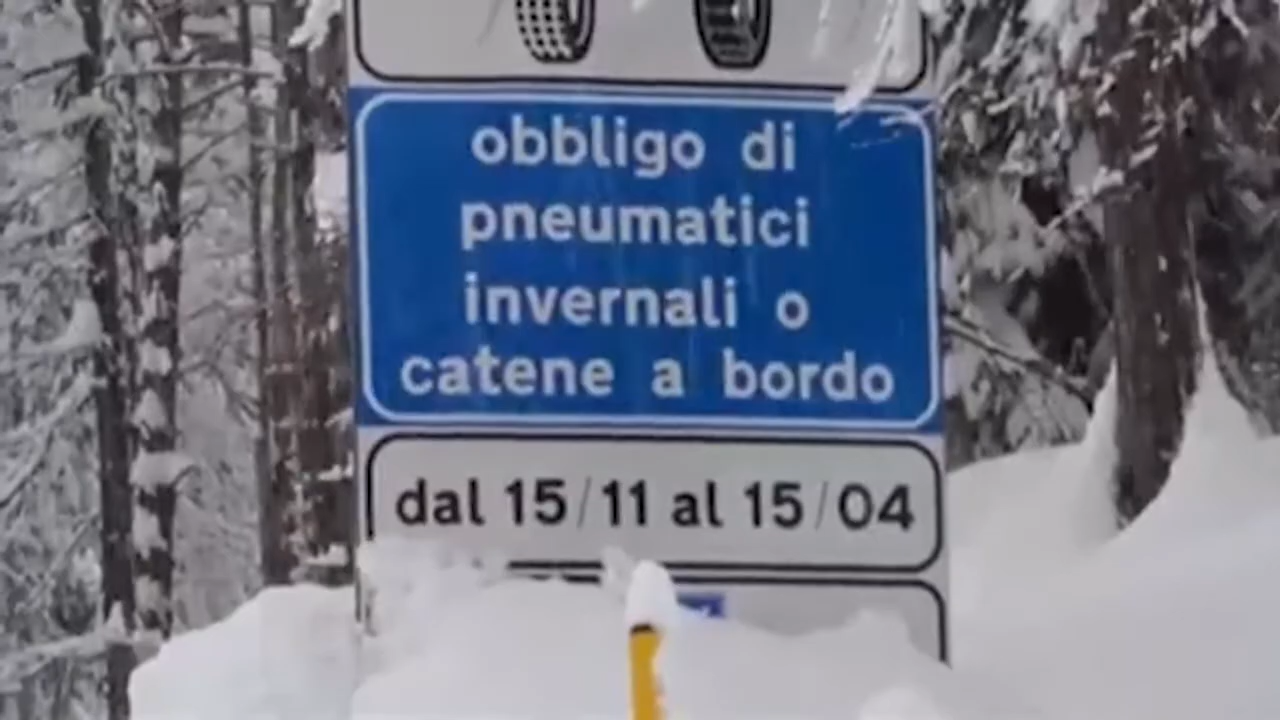 obbligo di
pneumatici
invernali o
catene a bordo
dal 15/11 al 15/04